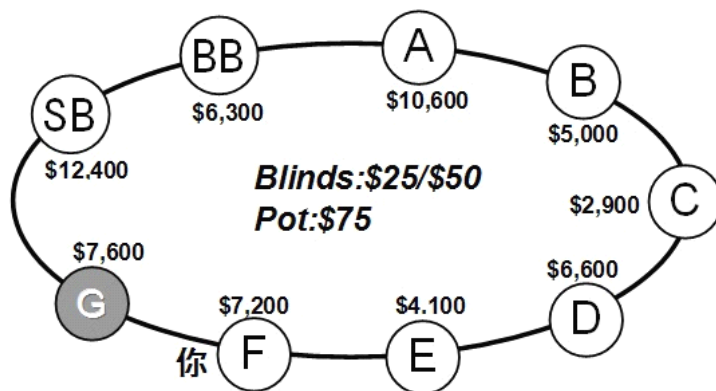 A
BB
B
SB
$10,600
$6,300
$5,000
$12,400
Blinds:$25/$50
C
$2,900
Pot:$75
$7,600
$6,600
G
$7,200
$4.100
D
你
F
E